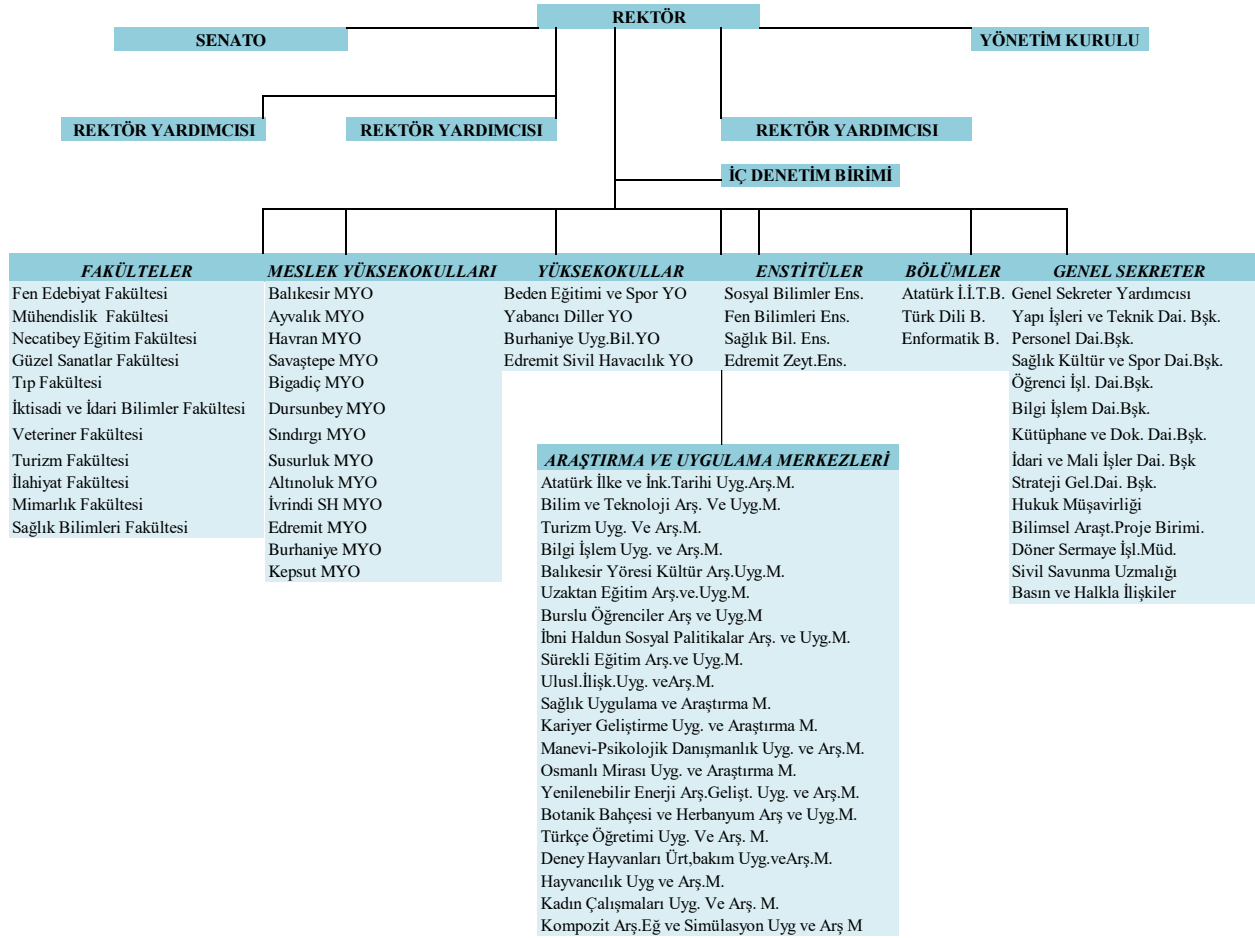 REKTÖR
SENATO
YÖNETİM KURULU
REKTÖR YARDIMCISI
REKTÖR YARDIMCISI
REKTÖR YARDIMCISI
İÇ DENETİM BİRİMİ
FAKÜLTELER
Fen Edebiyat Fakültesi
Mühendislik Fakültesi
Necatibey Eğitim Fakültesi
Güzel Sanatlar Fakültesi
Tıp Fakültesi
İktisadi ve İdari Bilimler Fakültesi
Veteriner Fakültesi
Turizm Fakültesi
İlahiyat Fakültesi
Mimarlık Fakültesi
Sağlık Bilimleri Fakültesi
MESLEK YÜKSEKOKULLARI
Balıkesir MYO
Ayvalık MYO
Havran MYO
Savaştepe MYO
Bigadiç MYO
Dursunbey MYO
Sındırgı MYO
Susurluk MYO
Altınoluk MYO
İvrindi SH MYO
Edremit MYO
Burhaniye MYO
Kepsut MYO
YÜKSEKOKULLAR
Beden Eğitimi ve Spor YO
Yabancı Diller YO
Burhaniye Uyg.Bil.YO
Edremit Sivil Havacılık YO
ENSTİTÜLER
Sosyal Bilimler Ens.
Fen Bilimleri Ens.
Sağlık Bil. Ens.
Edremit Zeyt.Ens.
BÖLÜMLER
Atatürk İ.İ.T.B.
Türk Dili B.
Enformatik B.
GENEL SEKRETER
Genel Sekreter Yardımcısı
Yapı İşleri ve Teknik Dai. Bşk.
Personel Dai.Bşk.
Sağlık Kültür ve Spor Dai.Bşk.
Öğrenci İşl. Dai.Bşk.
Bilgi İşlem Dai.Bşk.
Kütüphane ve Dok. Dai.Bşk.
İdari ve Mali İşler Dai. Bşk
Strateji Gel.Dai. Bşk.
Hukuk Müşavirliği
Bilimsel Araşt.Proje Birimi.
Döner Sermaye İşl.Müd.
Sivil Savunma Uzmalığı
Basın ve Halkla İlişkiler
ARAŞTIRMA VE UYGULAMA MERKEZLERİ
Atatürk İlke ve İnk.Tarihi Uyg.Arş.M.
Bilim ve Teknoloji Arş. Ve Uyg.M.
Turizm Uyg. Ve Arş.M.
Bilgi İşlem Uyg. ve Arş.M.
Balıkesir Yöresi Kültür Arş.Uyg.M.
Uzaktan Eğitim Arş.ve.Uyg.M.
Burslu Öğrenciler Arş ve Uyg.M
İbni Haldun Sosyal Palitikalar Arş. ve Uyg.M.
Sürekli Eğitim Arş.ve Uyg.M.
Ulusl.İlişk.Uyg. veArş.M.
Sağlık Uygulama ve Araştırma M.
Kariyer Geliştirme Uyg. ve Araştırma M.
Manevi-Psikolojik Danışmanlık Uyg. ve Arş.M.
Osmanlı Mirası Uyg. ve Araştırma M.
Yenilenebilir Enerji Arş.Gelişt. Uyg. ve Arş.M.
Botanik Bahçesi ve Herbanyum Arş ve Uyg.M.
Türkçe Öğretimi Uyg. Ve Arş. M.
Deney Hayvanları Ürt,bakım Uyg.veArş.M.
Hayvancılık Uyg ve Arş.M.
Kadın Çalışmaları Uyg. Ve Arş. M.
Kompozit Arş.Eğ ve Simülasyon Uyg ve Arş M